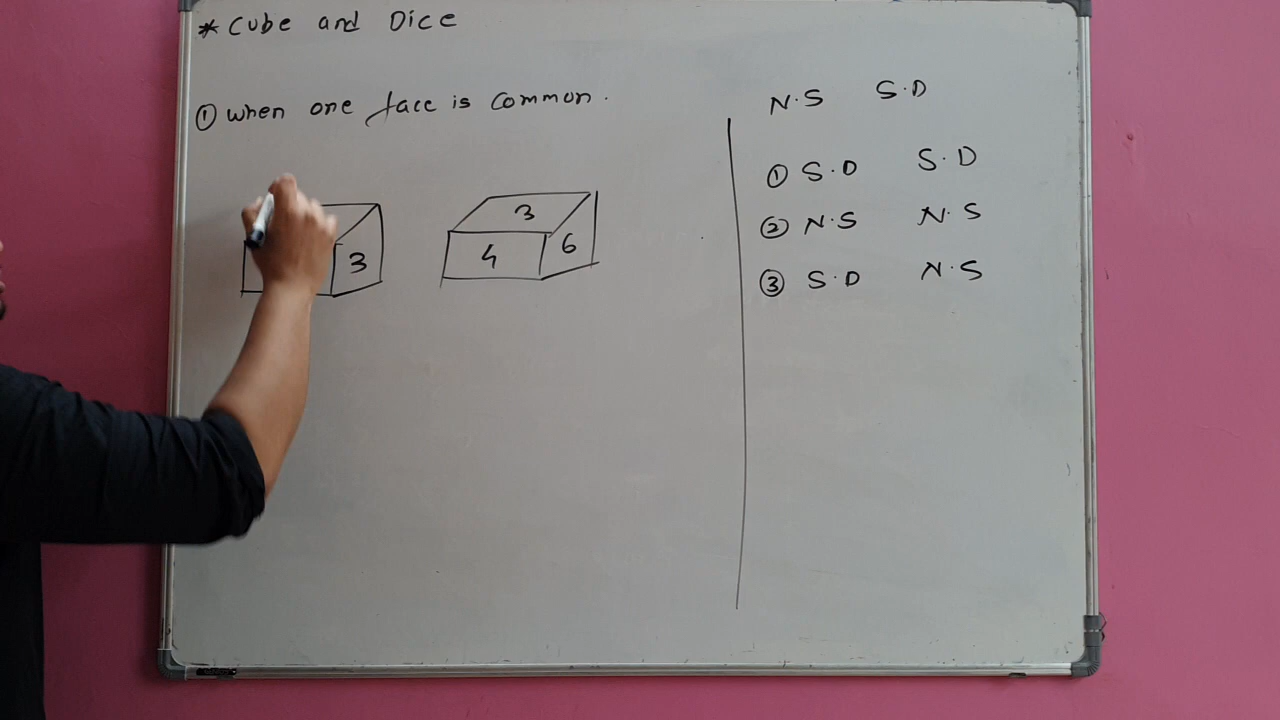 * Cube and Dice
① When one face is common.
3
3
4
6
N.S S.D
① S.D S.D
② N.S N.S
③ S.D N.S